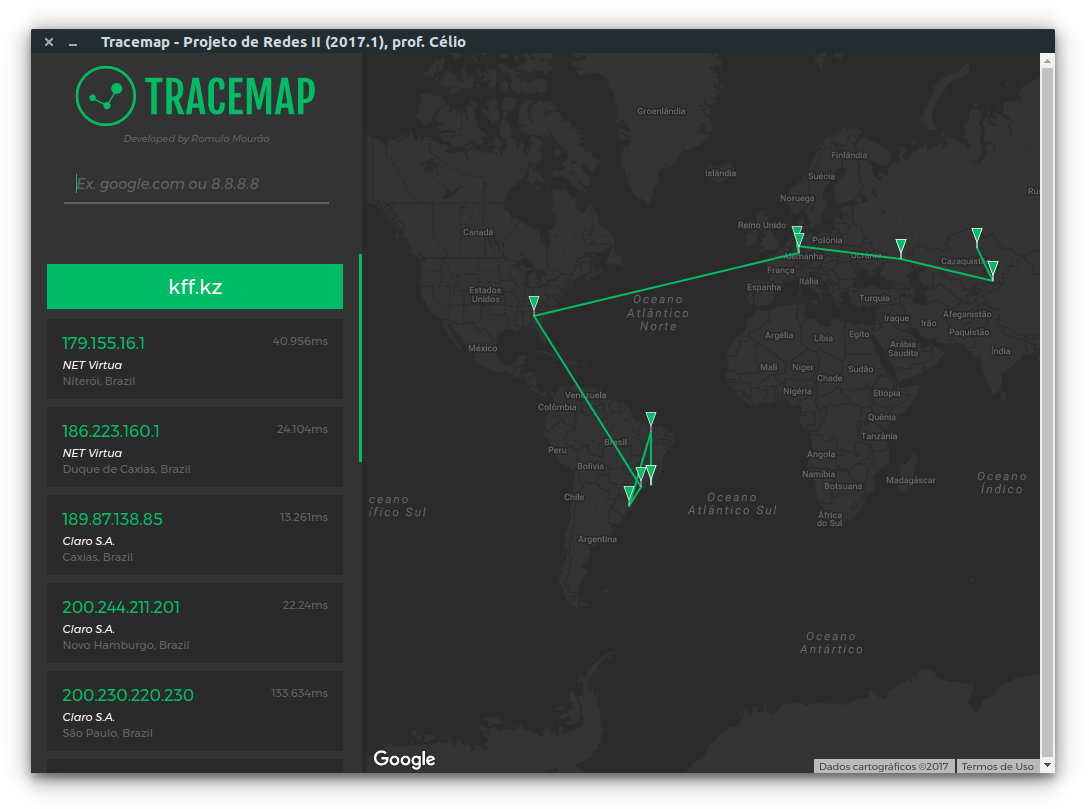 Tracemap - Projeto de Redes II (2017.1), prof. Célio
TRACEMAP
Developed by Romulo Mourão
Ex. google.com ou 8.8.8.8
kff.kz
179.155.16.1
40.956ms
NET Virtua
Niterói, Brazil
186.223.160.1
24.104ms
NET Virtua
Duque de Caxias, Brazil
189.87.138.85
13.261ms
Claro S.A.
Caxias, Brazil
200.244.211.201
22.24ms
Claro S.A.
Novo Hamburgo, Brazil
200.230.220.230
133.634ms
Claro S.A.
São Paulo, Brazil
Groenlândia
Finlândia
Islândia
Suécia
Rús
Noruega
Canadá
Reino Unido
Polónia
Alemanha
Ucrânia
Cazaquist
França
Itália
Espanha
Estados
Unidos
Oceano
Atlântico
Norte
Turquia
Afeganistão
Iraque
Irão
Paquistão
Argélia
Líbia
Egito
Arábia
Saudita
Índia
México
Mali
Níger
Chade
Sudão
Nigéria
Etiópia
Venezuela
Colômbia
Quénia
Tanzânia
Brasil
Peru
Bolívia
Angola
Namíbia
Botsuana
Madagáscar
Oceano
Índico
Chile
ceano
ífico Sul
Oceano
Atlântico Sul
África
do Sul
Argentina
Oceano
Antártico
Google
Dados cartográficos ©2017
Termos de Uso